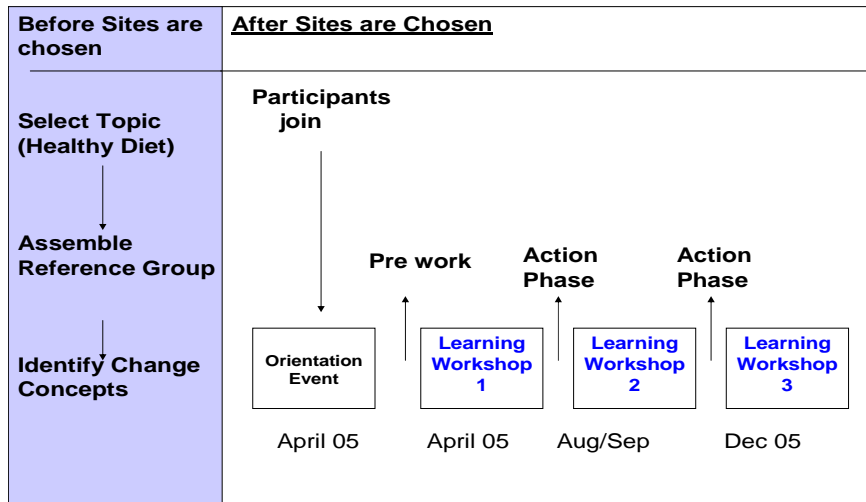 Before Sites are
chosen
After Sites are Chosen
Select Topic
(Healthy Diet)
Assemble
Reference Group
Identify Change
Concepts
Participants
join
Pre work
Action
Phase
Action
Phase
Orientation
Event
Learning
Workshop
1
Learning
Workshop
2
Learning
Workshop
3
April 05
April 05
Aug/Sep
Dec 05